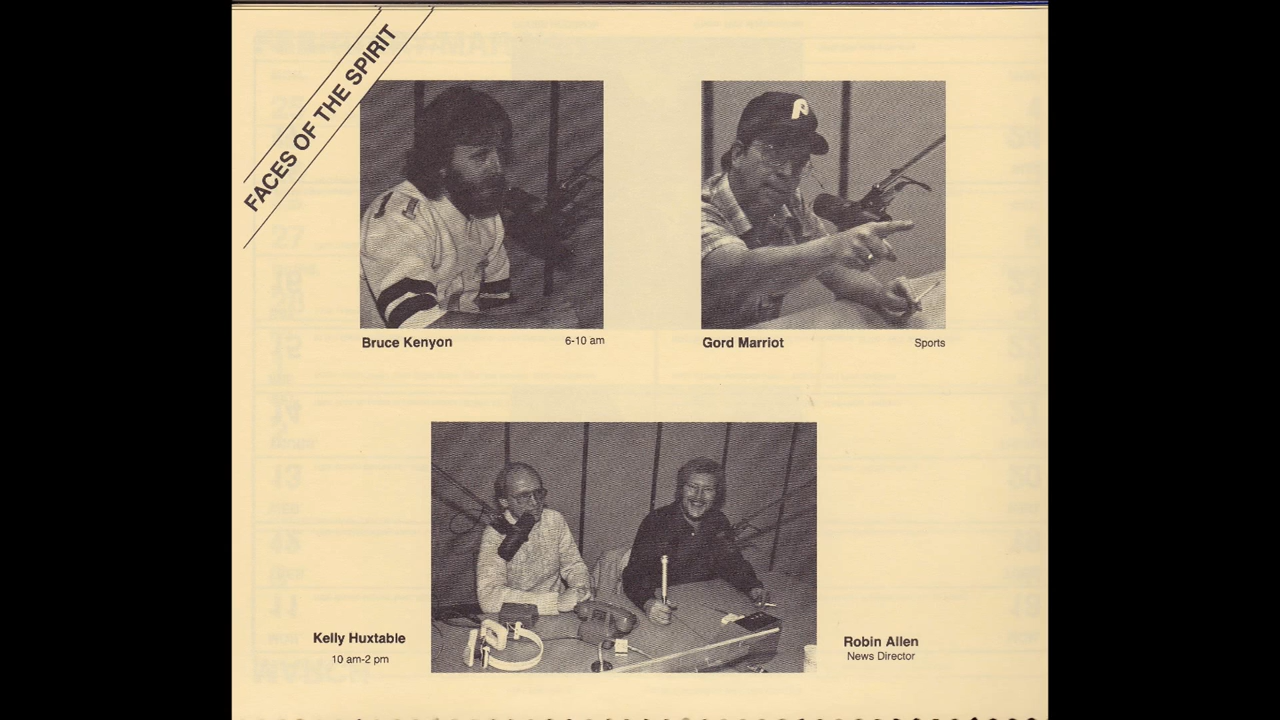 FACES OF THE SPIRIT
Bruce Kenyon
6-10 am
Gord Marriot
Sports
Kelly Huxtable
10 am-2 pm
Robin Allen
News Director